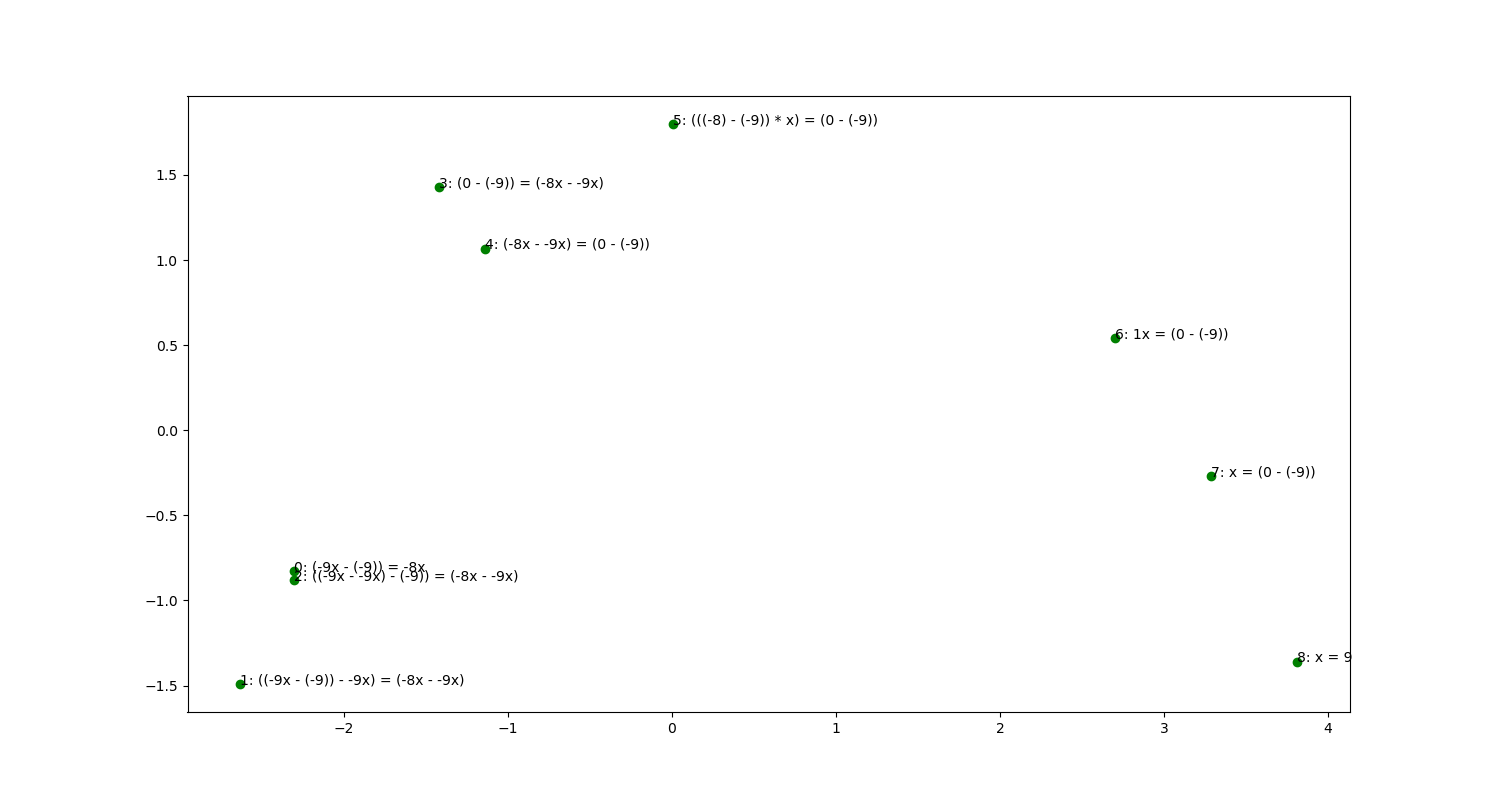 5: (((-8) - (-9)) * x) = (0 - (-9))
1.5
3: (0 - (-9)) = (-8x - -9x)
4: (-8x - -9x) = (0 - (-9))
1.0
0.5
6: 1x = (0 - (-9))
0.0
7: x = (0 - (-9))
−0.5
0: (-9x - (-9)) = -8x
2: ((-9x - -9x) - (-9)) = (-8x - -9x)
−1.0
8: x = 9
1: ((-9x - (-9)) - -9x) = (-8x - -9x)
−1.5
−2 −1 0 1 2 3 4